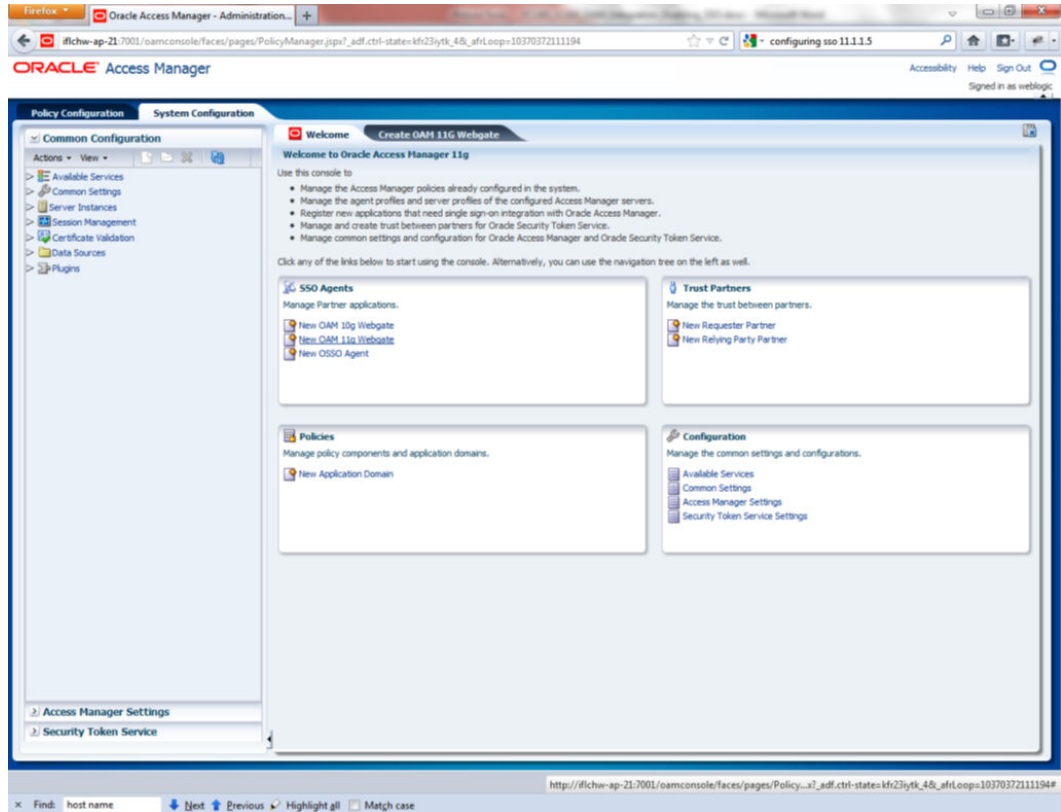 Firefox
Oracle Access Manager - Administration...
iflchw-ap-21:7001/oamconsole/faces/pages/PolicyManager.jspx?_adf.ctrl-state=kfr23iytk_4&_afrLoop=10370372111194
configuring sso 11.1.1.5
ORACLE Access Manager
Accessibility Help Sign Out
Signed in as weblogic
Policy Configuration System Configuration
Common Configuration
Actions View
Available Services
Common Settings
Server Instances
Session Management
Certificate Validation
Data Sources
Plugins
Access Manager Settings
Security Token Service
Welcome Create OAM 11G Webgate
Welcome to Oracle Access Manager 11g
Use this console to
• Manage the Access Manager policies already configured in the system.
• Manage the agent profiles and server profiles of the configured Access Manager servers.
• Register new applications that need single sign-on integration with Oracle Access Manager.
• Manage and create trust between partners for Oracle Security Token Service.
• Manage common settings and configuration for Oracle Access Manager and Oracle Security Token Service.
Click any of the links below to start using the console. Alternatively, you can use the navigation tree on the left as well.
SSO Agents
Manage Partner applications.
New OAM 10g Webgate
New OAM 11g Webgate
New OSSO Agent
Trust Partners
Manage the trust between partners.
New Requester Partner
New Relying Party Partner
Policies
Manage policy components and application domains.
New Application Domain
Configuration
Manage the common settings and configurations.
Available Services
Common Settings
Access Manager Settings
Security Token Service Settings
http://iflchw-ap-21:7001/oamconsole/faces/pages/Policy...x?_adf.ctrl-state=kfr23iytk_4&_afrLoop=10370372111194#
× Find: host name Next Previous Highlight all Match case